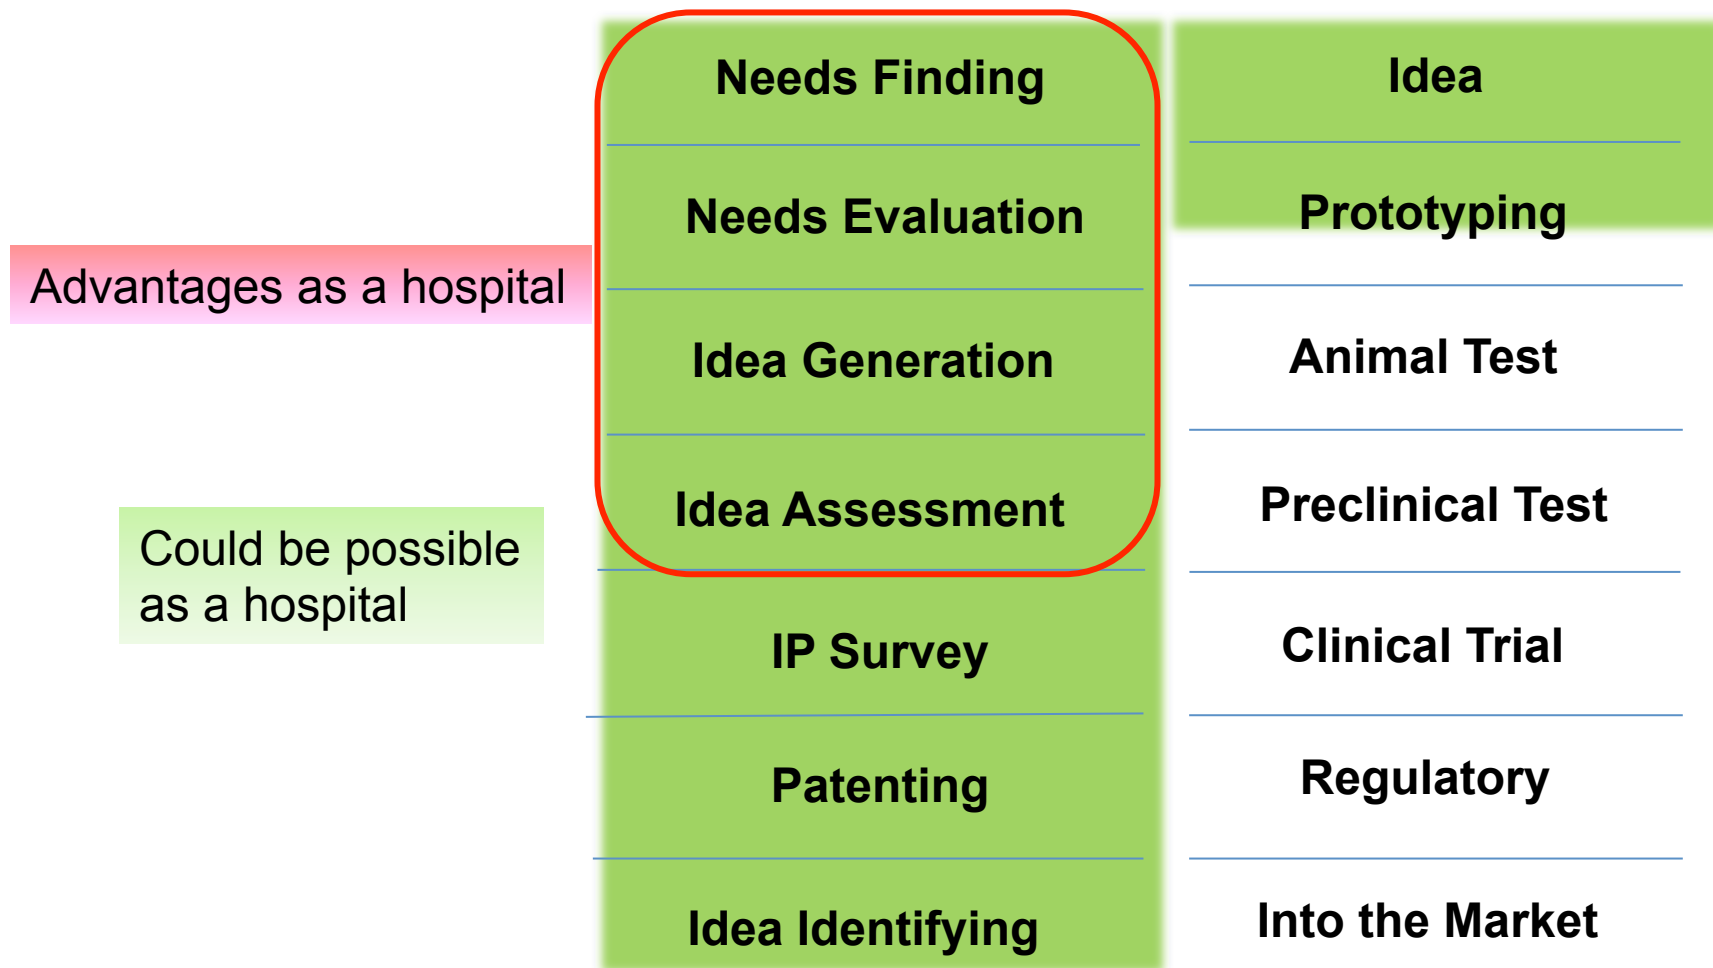 Advantages as a hospital
Could be possible
as a hospital
Needs Finding
Needs Evaluation
Idea Generation
Idea Assessment
IP Survey
Patenting
Idea Identifying
Idea
Prototyping
Animal Test
Preclinical Test
Clinical Trial
Regulatory
Into the Market